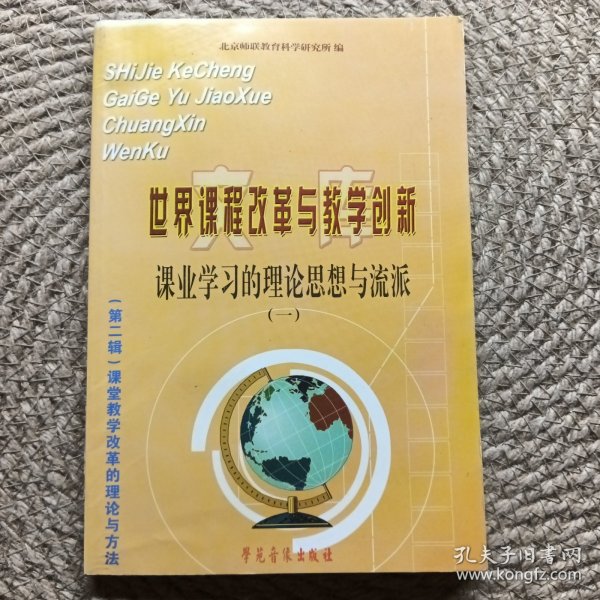 北京师联教育科学研究所 编
SHiJie KeCheng
GaiGe Yu JiaoXue
ChuangXin
WenKu
文库
世界课程改革与教学创新
课业学习的理论思想与流派
(一)
(第二辑)课堂教学改革的理论与方法
學苑音像出版社
孔夫子旧书网
www.kongfz.com